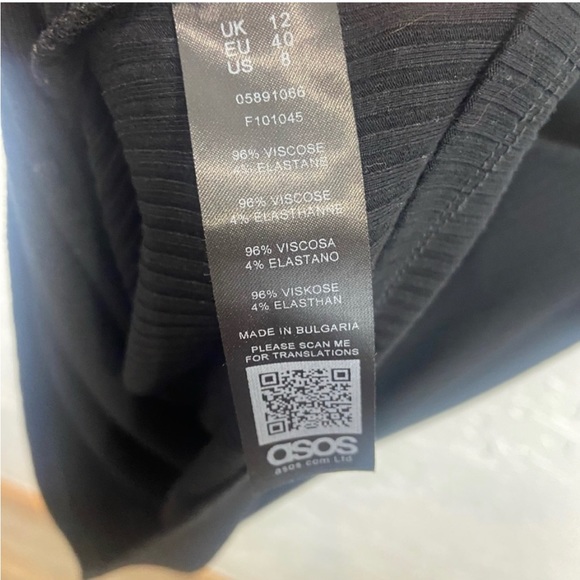 UK 12
EU 40
US 8
05891066
F101045
96% VISCOSE
4% ELASTANE
96% VISCOSE
4% ELASTHANNE
96% VISCOSA
4% ELASTANO
96% VISKOSE
4% ELASTHAN
MADE IN BULGARIA
PLEASE SCAN ME
FOR TRANSLATIONS
asos
asos com Ltd